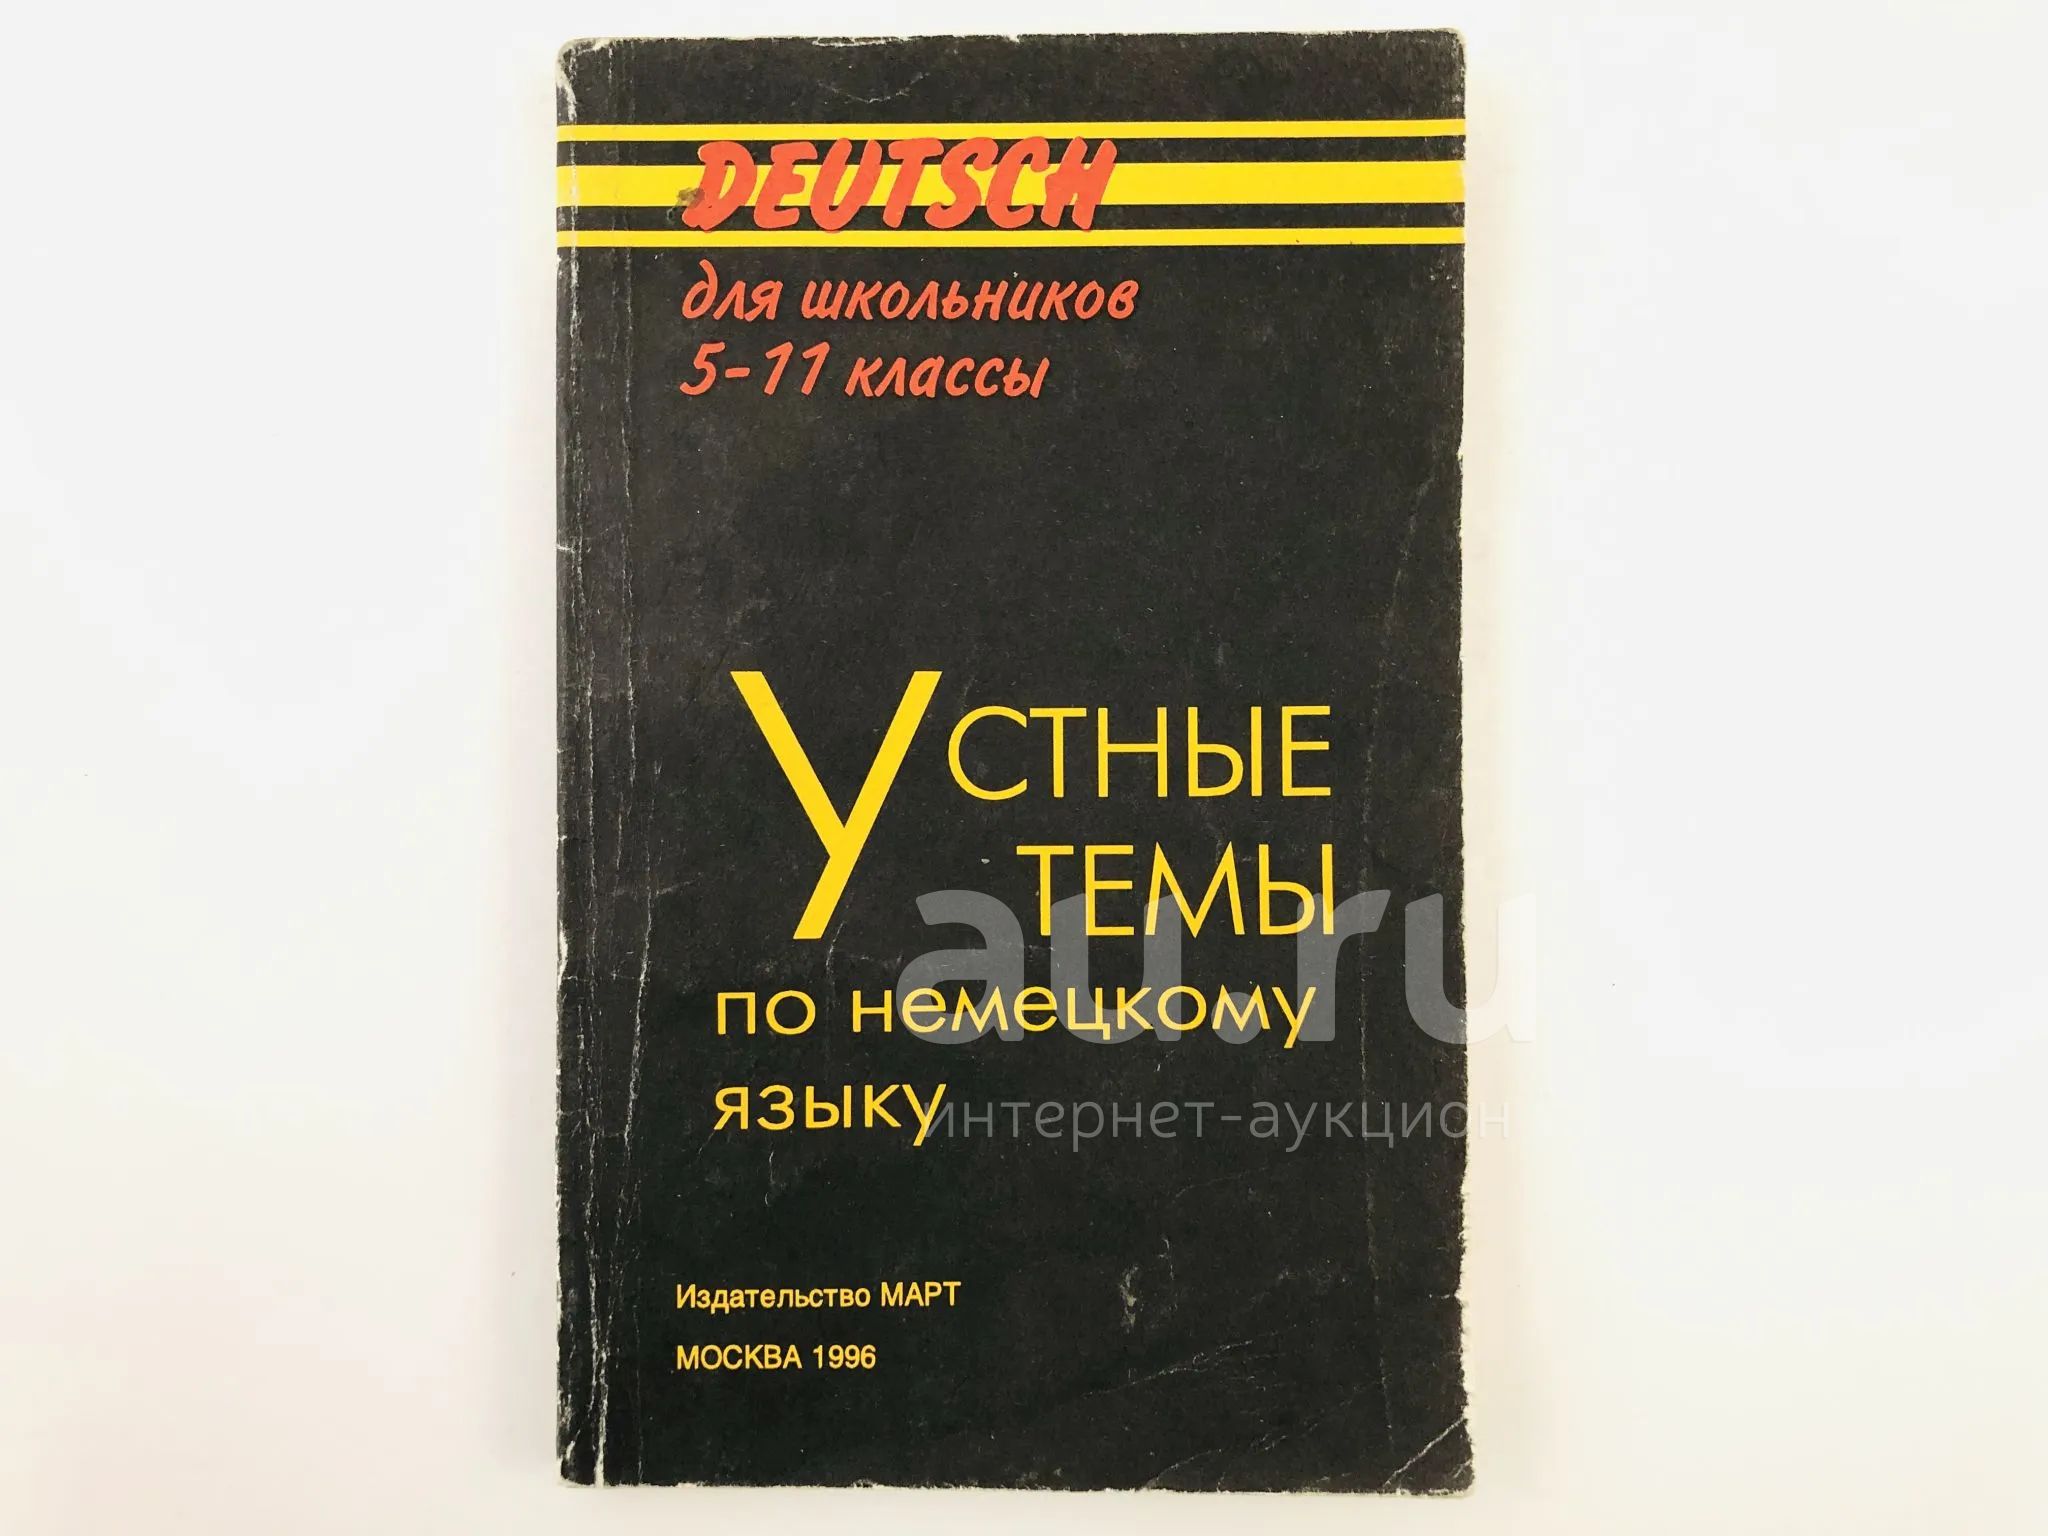 DEUTSCH
для школьников
5-11 классы
УСТНЫЕ
ТЕМЫ
по немецкому
языку
au.ru
интернет-аукцион
Издательство МАРТ
МОСКВА 1996